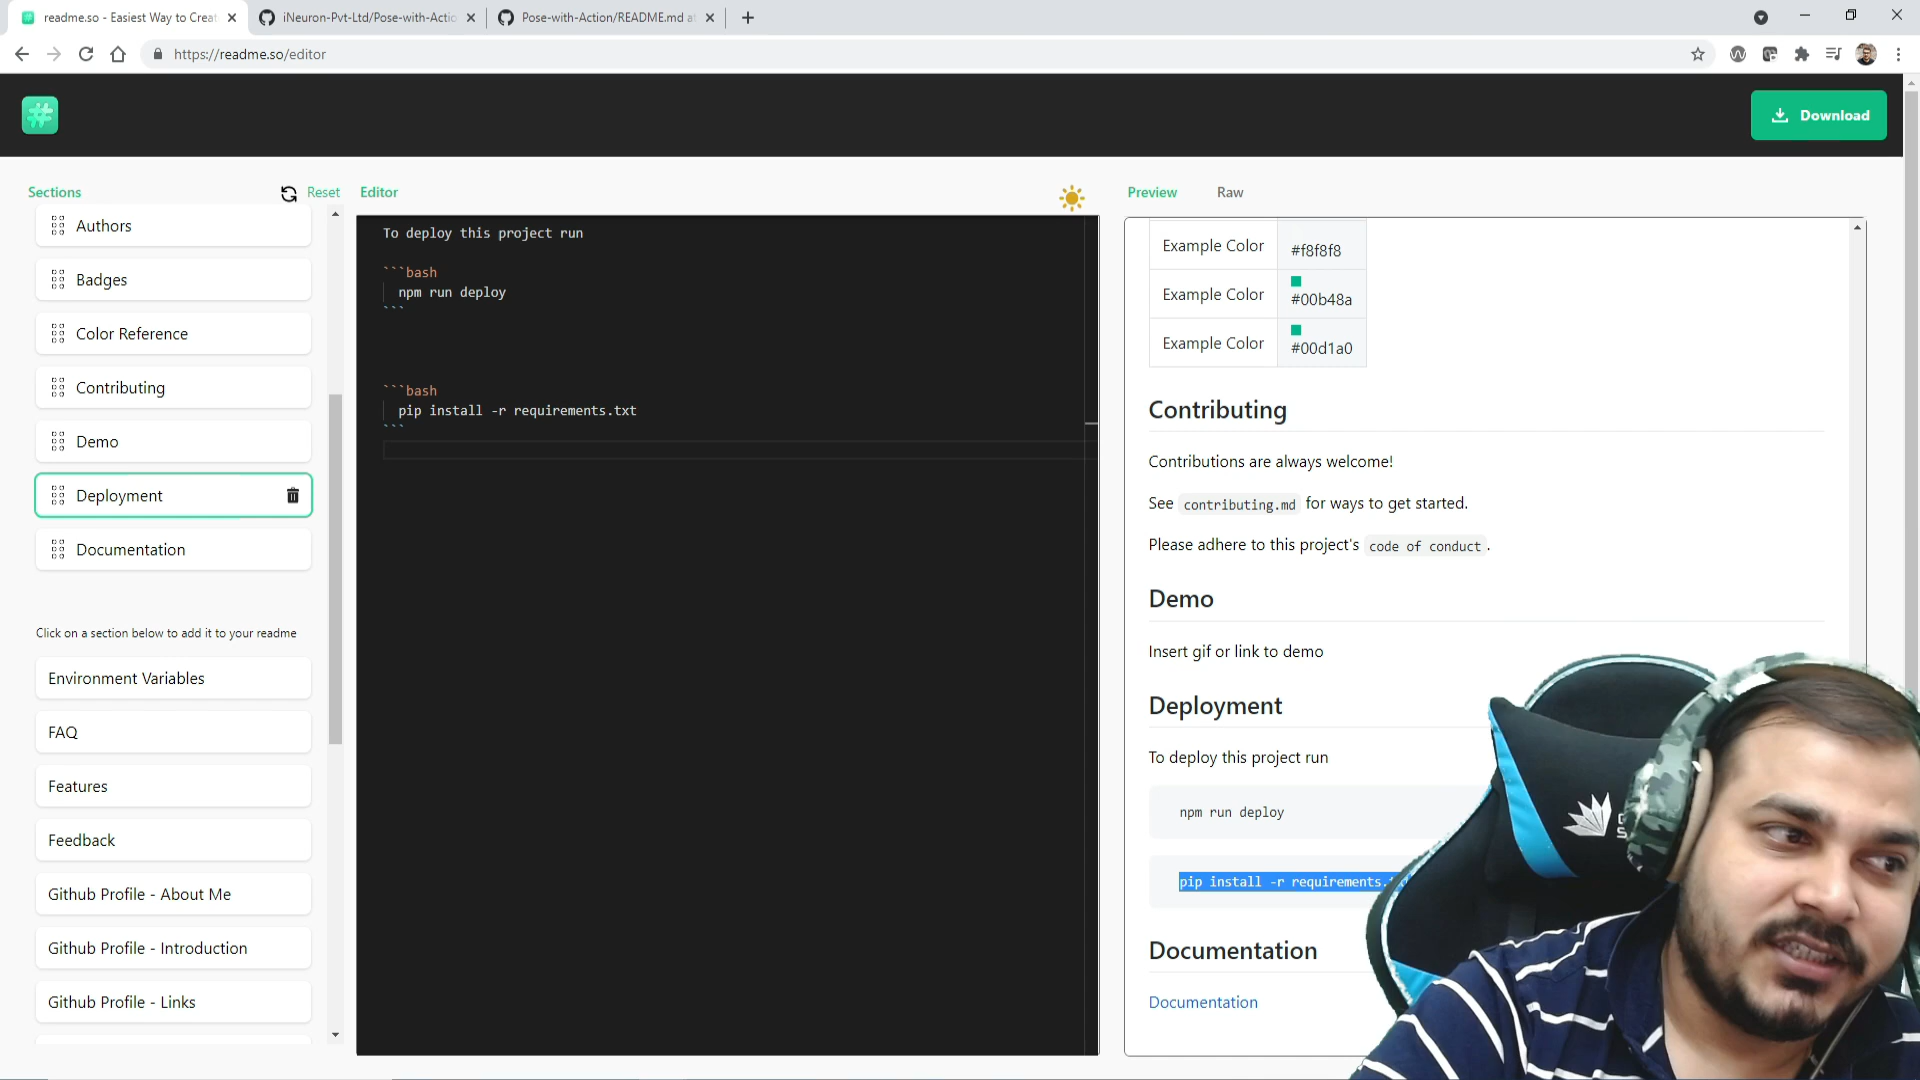 readme.so - Easiest Way to Creat
iNeuron-Pvt-Ltd/Pose-with-Actio
Pose-with-Action/README.md at
https://readme.so/editor
Download
Sections
Reset
Editor
Preview
Raw
Authors
Badges
Color Reference
Contributing
Demo
Deployment
Documentation
Click on a section below to add it to your readme
Environment Variables
FAQ
Features
Feedback
Github Profile - About Me
Github Profile - Introduction
Github Profile - Links
To deploy this project run
```bash
npm run deploy
```
```bash
pip install -r requirements.txt
```
Example Color #f8f8f8
Example Color #00b48a
Example Color #00d1a0
Contributing
Contributions are always welcome!
See contributing.md for ways to get started.
Please adhere to this project's code of conduct.
Demo
Insert gif or link to demo
Deployment
To deploy this project run
npm run deploy
pip install -r requirements.
Documentation
Documentation